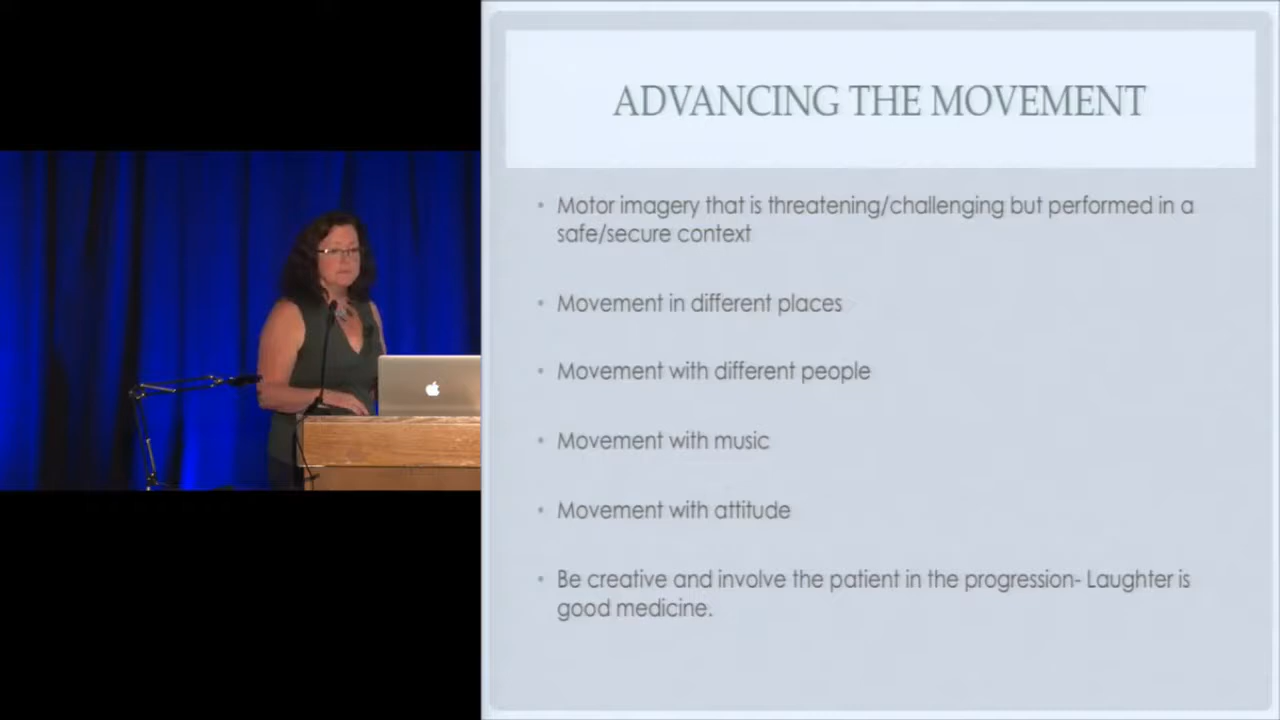 ADVANCING THE MOVEMENT
• Motor imagery that is threatening/challenging but performed in a
safe/secure context
• Movement in different places
• Movement with different people
• Movement with music
• Movement with attitude
• Be creative and involve the patient in the progression- Laughter is
good medicine.